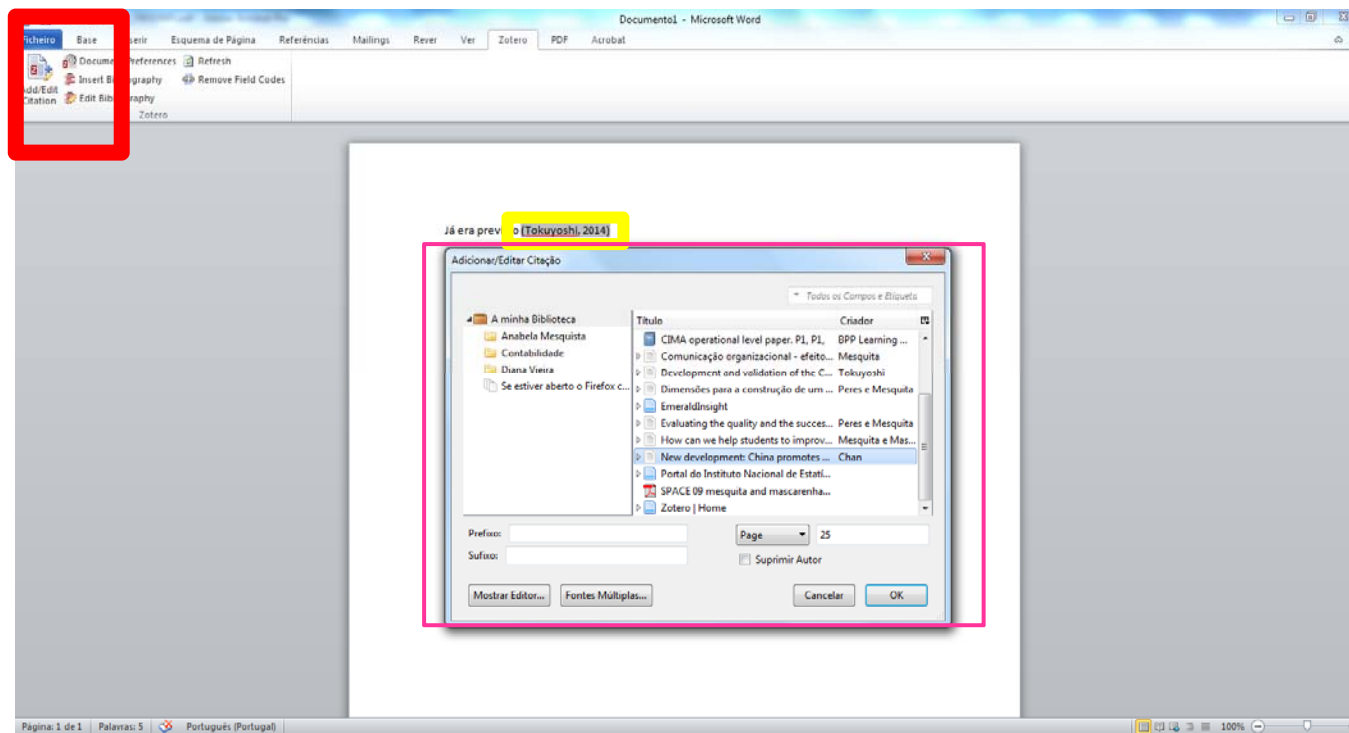 Documento1 - Microsoft Word
Ficheiro Base Inserir Esquema de Página Referências Mailings Rever Ver Zotero PDF Acrobat
Preferences Refresh
Insert Remove Field Codes
Add/Edit
Citation Edit
Zotero
Já era (Tokuyoshi, 2014)
Adicionar/Editar Citação
Todos os Campos e Etiqueta
A minha Biblioteca
Anabela Mesquista
Contabilidade
Diana Vieira
Se estiver aberto o Firefox c...
Título Criador
CIMA operational level paper. P1, P1, BPP Learning ...
Comunicação organizacional - efeito... Mesquita
Development and validation of the C... Tokuyoshi
Dimensões para a construção de um ... Peres e Mesquita
EmeraldInsight
Evaluating the quality and the succes... Peres e Mesquita
How can we help students to improv... Mesquita e Mas...
New development: China promotes ... Chan
Portal do Instituto Nacional de Estatí...
SPACE 09 mesquita and mascarenha...
Zotero | Home
Prefixo: Page 25
Sufixo: Suprimir Autor
Mostrar Editor... Fontes Múltiplas... Cancelar OK
Página: 1 de 1 Palavras: 5 Português (Portugal) 100%